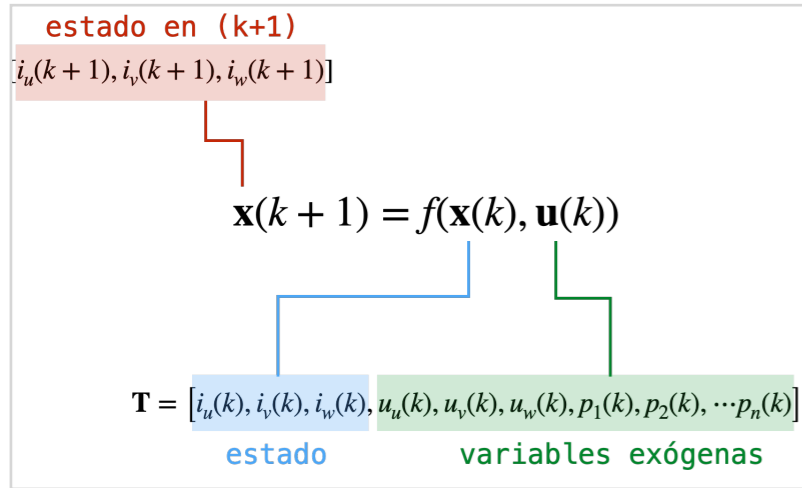 estado en (k+1)
[i_u(k + 1), i_v(k + 1), i_w(k + 1)]
x(k + 1) = f(x(k), u(k))
T = [i_u(k), i_v(k), i_w(k), u_u(k), u_v(k), u_w(k), p_1(k), p_2(k), ⋯p_n(k)]
estado variables exógenas